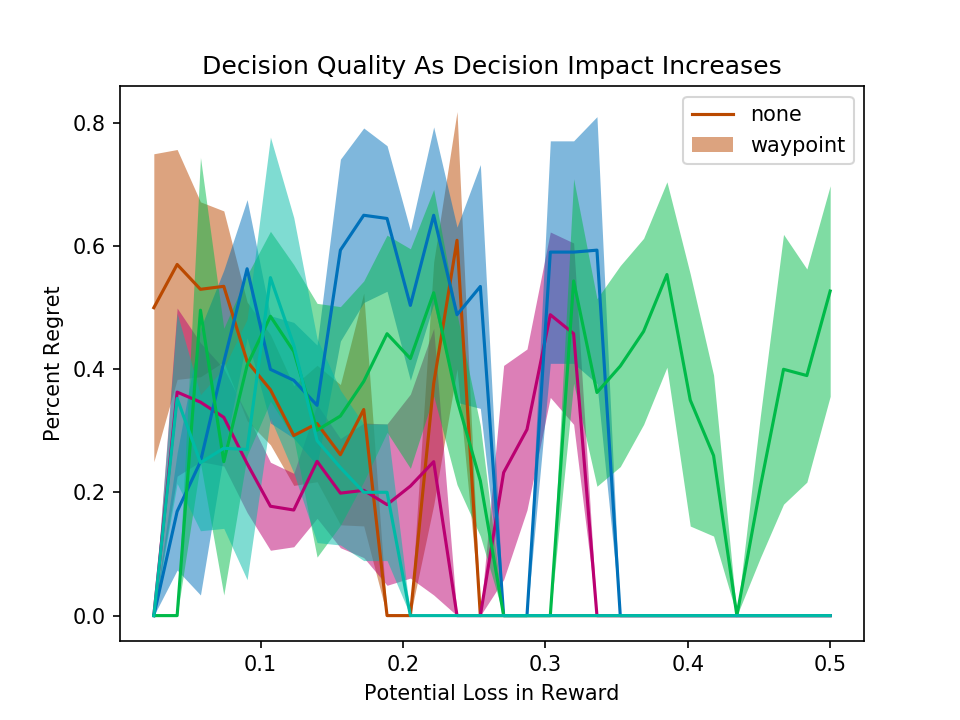 Decision Quality As Decision Impact Increases
none
waypoint
Percent Regret
0.8
0.6
0.4
0.2
0.0
0.1 0.2 0.3 0.4 0.5
Potential Loss in Reward